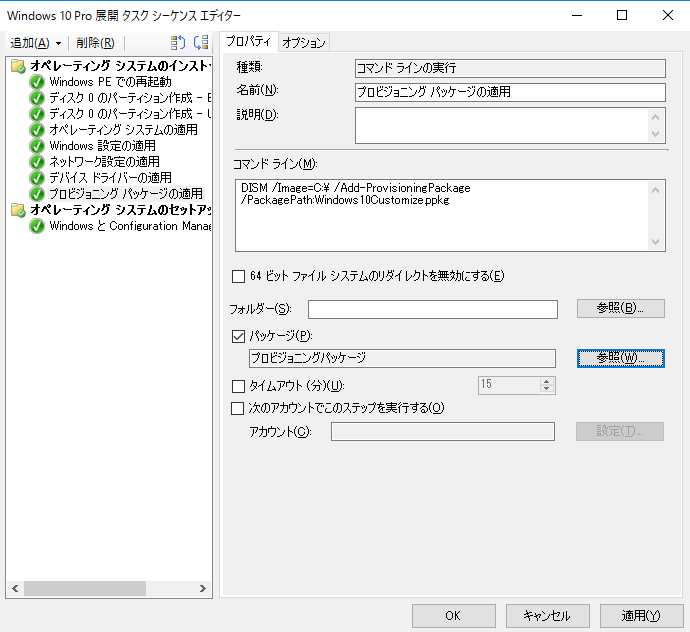 Windows 10 Pro 展開 タスク シーケンス エディター
追加(A) 削除(R)
オペレーティング システムのインスト
Windows PE での再起動
ディスク 0 のパーティション作成 -
ディスク 0 のパーティション作成 -
オペレーティング システムの適用
Windows 設定の適用
ネットワーク設定の適用
デバイス ドライバーの適用
プロビジョニング パッケージの適用
オペレーティング システムのセットアッ
Windows と Configuration Mana
プロパティ オプション
種類: コマンド ラインの実行
名前(N): プロビジョニング パッケージの適用
説明(D):
コマンド ライン(M):
DISM /Image=C:¥ /Add-ProvisioningPackage
/PackagePath:Windows10Customize.ppkg
64 ビット ファイル システムのリダイレクトを無効にする(E)
フォルダー(S): 参照(B)...
パッケージ(P):
プロビジョニングパッケージ 参照(W)...
タイムアウト (分)(U): 15
次のアカウントでこのステップを実行する(O)
アカウント(C): 設定(T)...
OK キャンセル 適用(Y)